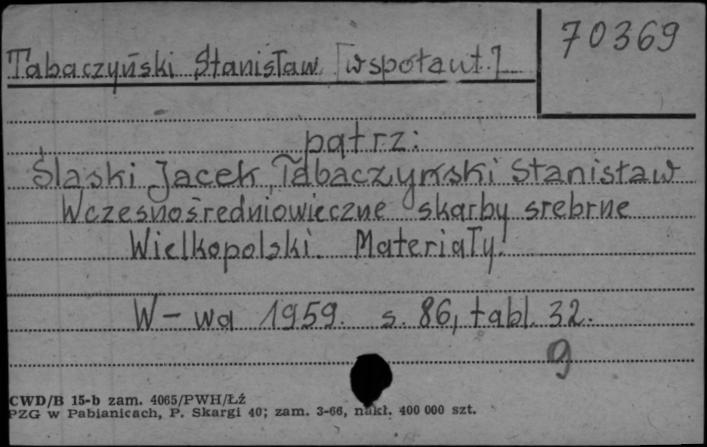 70369
Tabaczyński Stanisław [współaut.]
patrz:
Ślaski Jacek, Tabaczyński Stanisław
Wczesnośredniowieczne skarby srebrne
Wielkopolski. Materiały.
W-wa 1959. s. 86, tabl. 32.
9
CWD/B 15-b zam. 4065/PWH/Łź
PZG w Pabianicach, P. Skargi 40; zam. 3-66, nakł. 400 000 szt.